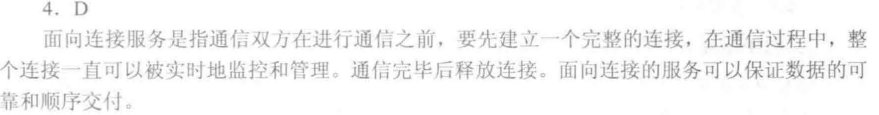 4. D
面向连接服务是指通信双方在进行通信之前，要先建立一个完整的连接，在通信过程中，整
个连接一直可以被实时地监控和管理。通信完毕后释放连接。面向连接的服务可以保证数据的可
靠和顺序交付。